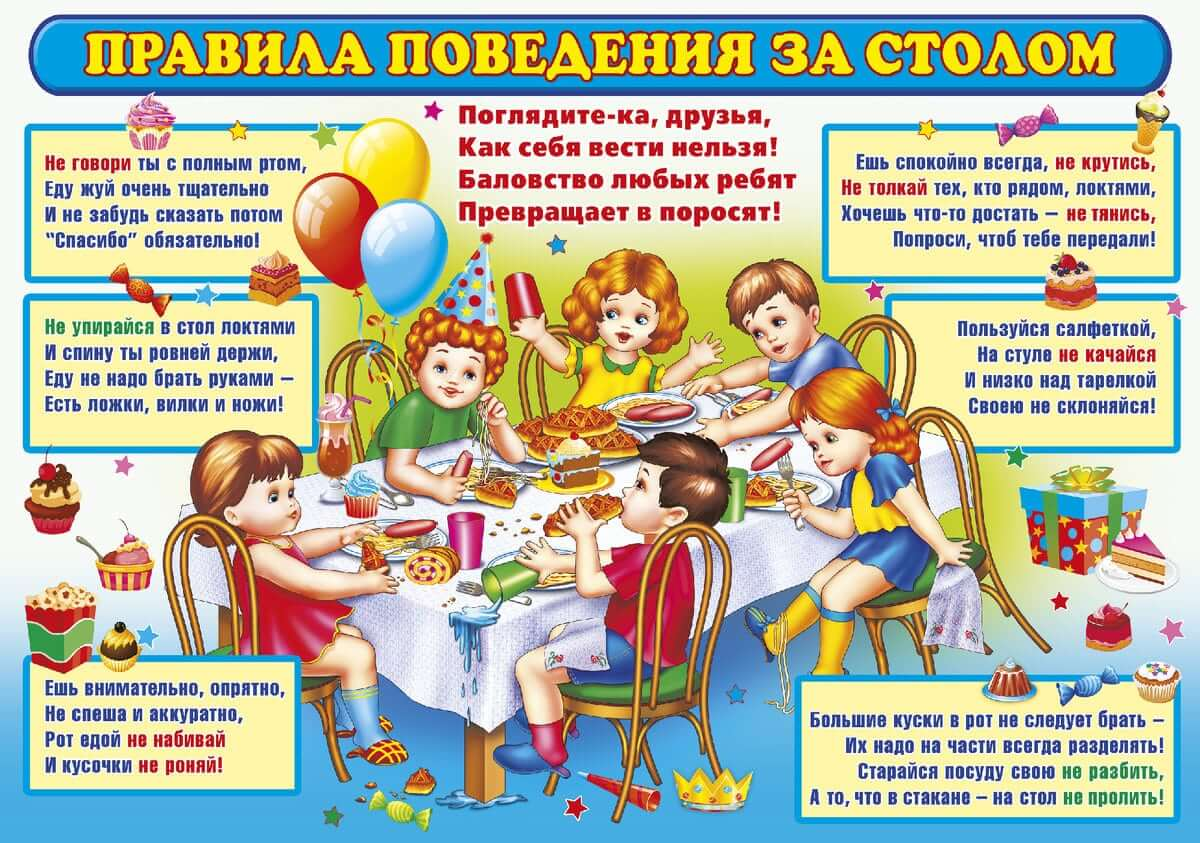 ПРАВИЛА ПОВЕДЕНИЯ ЗА СТОЛОМ
Поглядите-ка, друзья,
Как себя вести нельзя!
Баловство любых ребят
Превращает в поросят!
Не говори ты с полным ртом,
Еду жуй очень тщательно
И не забудь сказать потом
"Спасибо" обязательно!
Не упирайся в стол локтями
И спину ты ровней держи,
Еду не надо брать руками –
Есть ложки, вилки и ножи!
Ешь внимательно, опрятно,
Не спеша и аккуратно,
Рот едой не набивай
И кусочки не роняй!
Ешь спокойно всегда, не крутись,
Не толкай тех, кто рядом, локтями,
Хочешь что-то достать – не тянись,
Попроси, чтоб тебе передали!
Пользуйся салфеткой,
На стуле не качайся
И низко над тарелкой
Своею не склоняйся!
Большие куски в рот не следует брать –
Их надо на части всегда разделять!
Старайся посуду свою не разбить,
А то, что в стакане – на стол не пролить!